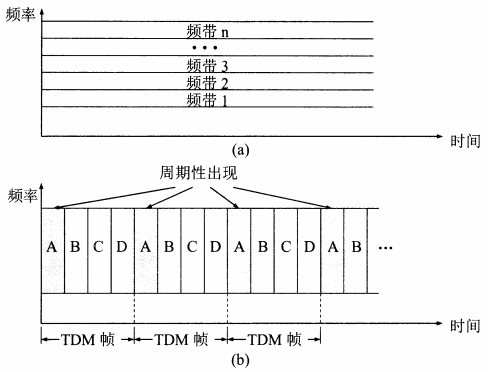 频率
频带 n
•••
频带 3
频带 2
频带 1
时间
(a)
周期性出现
频率
A B C D A B C D A B C D A B ···
时间
TDM 帧 TDM 帧 TDM 帧
(b)